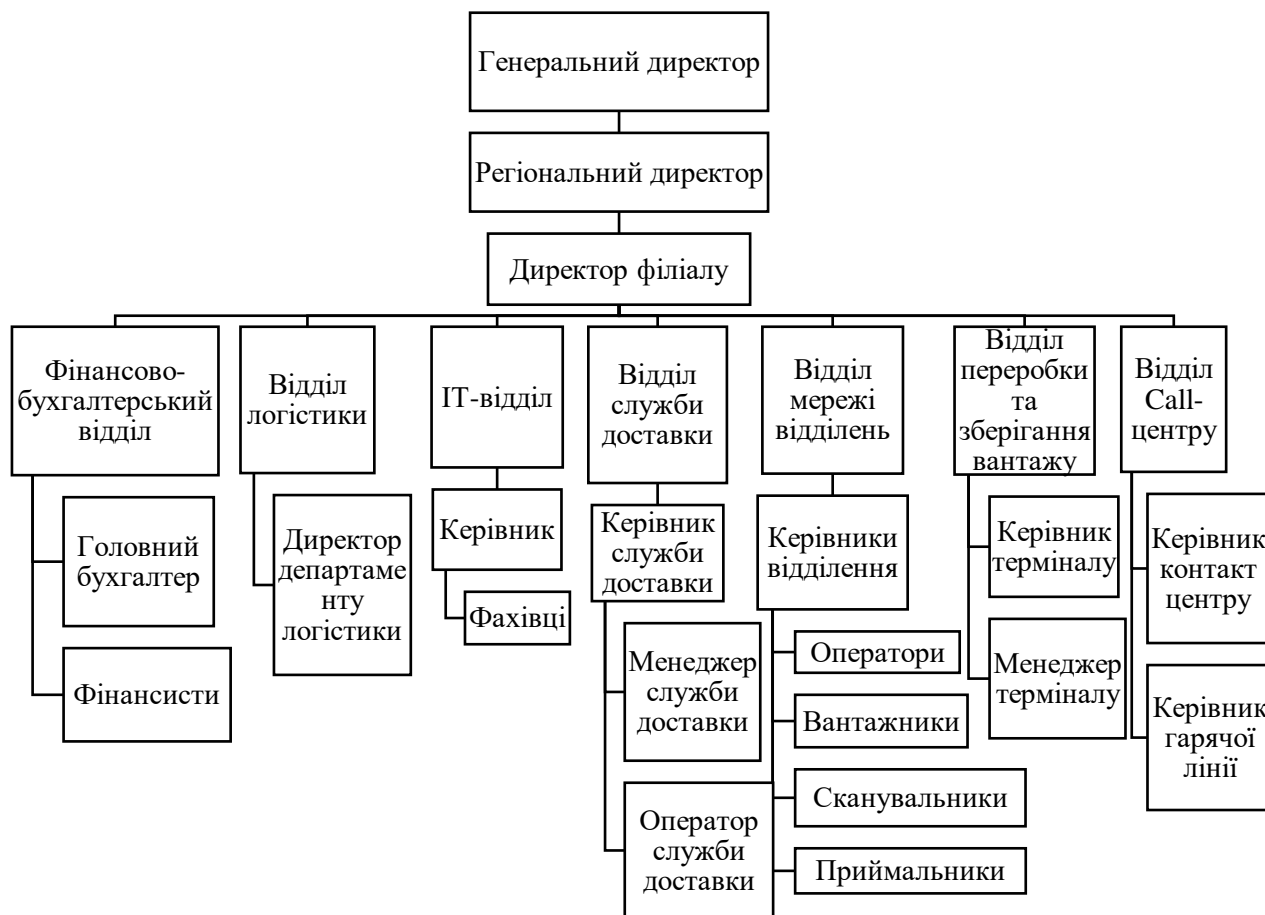 Генеральний директор
Регіональний директор
Директор філіалу
Фінансово-
бухгалтерський
відділ
Відділ
логістики
ІТ-відділ
Відділ
служби
доставки
Відділ
мережі
відділень
Відділ
переробки
та
зберігання
вантажу
Відділ
Call-
центру
Головний
бухгалтер
Фінансисти
Директор
департаме
нту
логістики
Керівник
Фахівці
Керівник
служби
доставки
Менеджер
служби
доставки
Оператор
служби
доставки
Керівники
відділення
Оператори
Вантажники
Сканувальники
Приймальники
Керівник
терміналу
Менеджер
терміналу
Керівник
контакт
центру
Керівник
гарячої
лінії